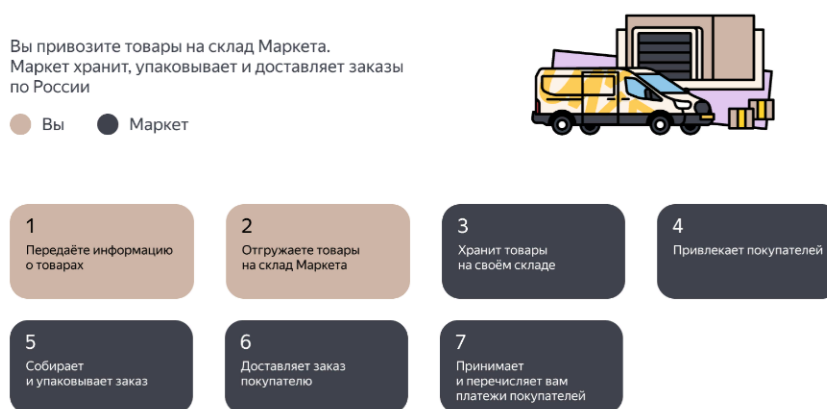 Вы привозите товары на склад Маркета.
Маркет хранит, упаковывает и доставляет заказы
по России
Вы
Маркет
1
Передаёте информацию
о товарах
2
Отгружаете товары
на склад Маркета
3
Хранит товары
на своём складе
4
Привлекает покупателей
5
Собирает
и упаковывает заказ
6
Доставляет заказ
покупателю
7
Принимает
и перечисляет вам
платежи покупателей